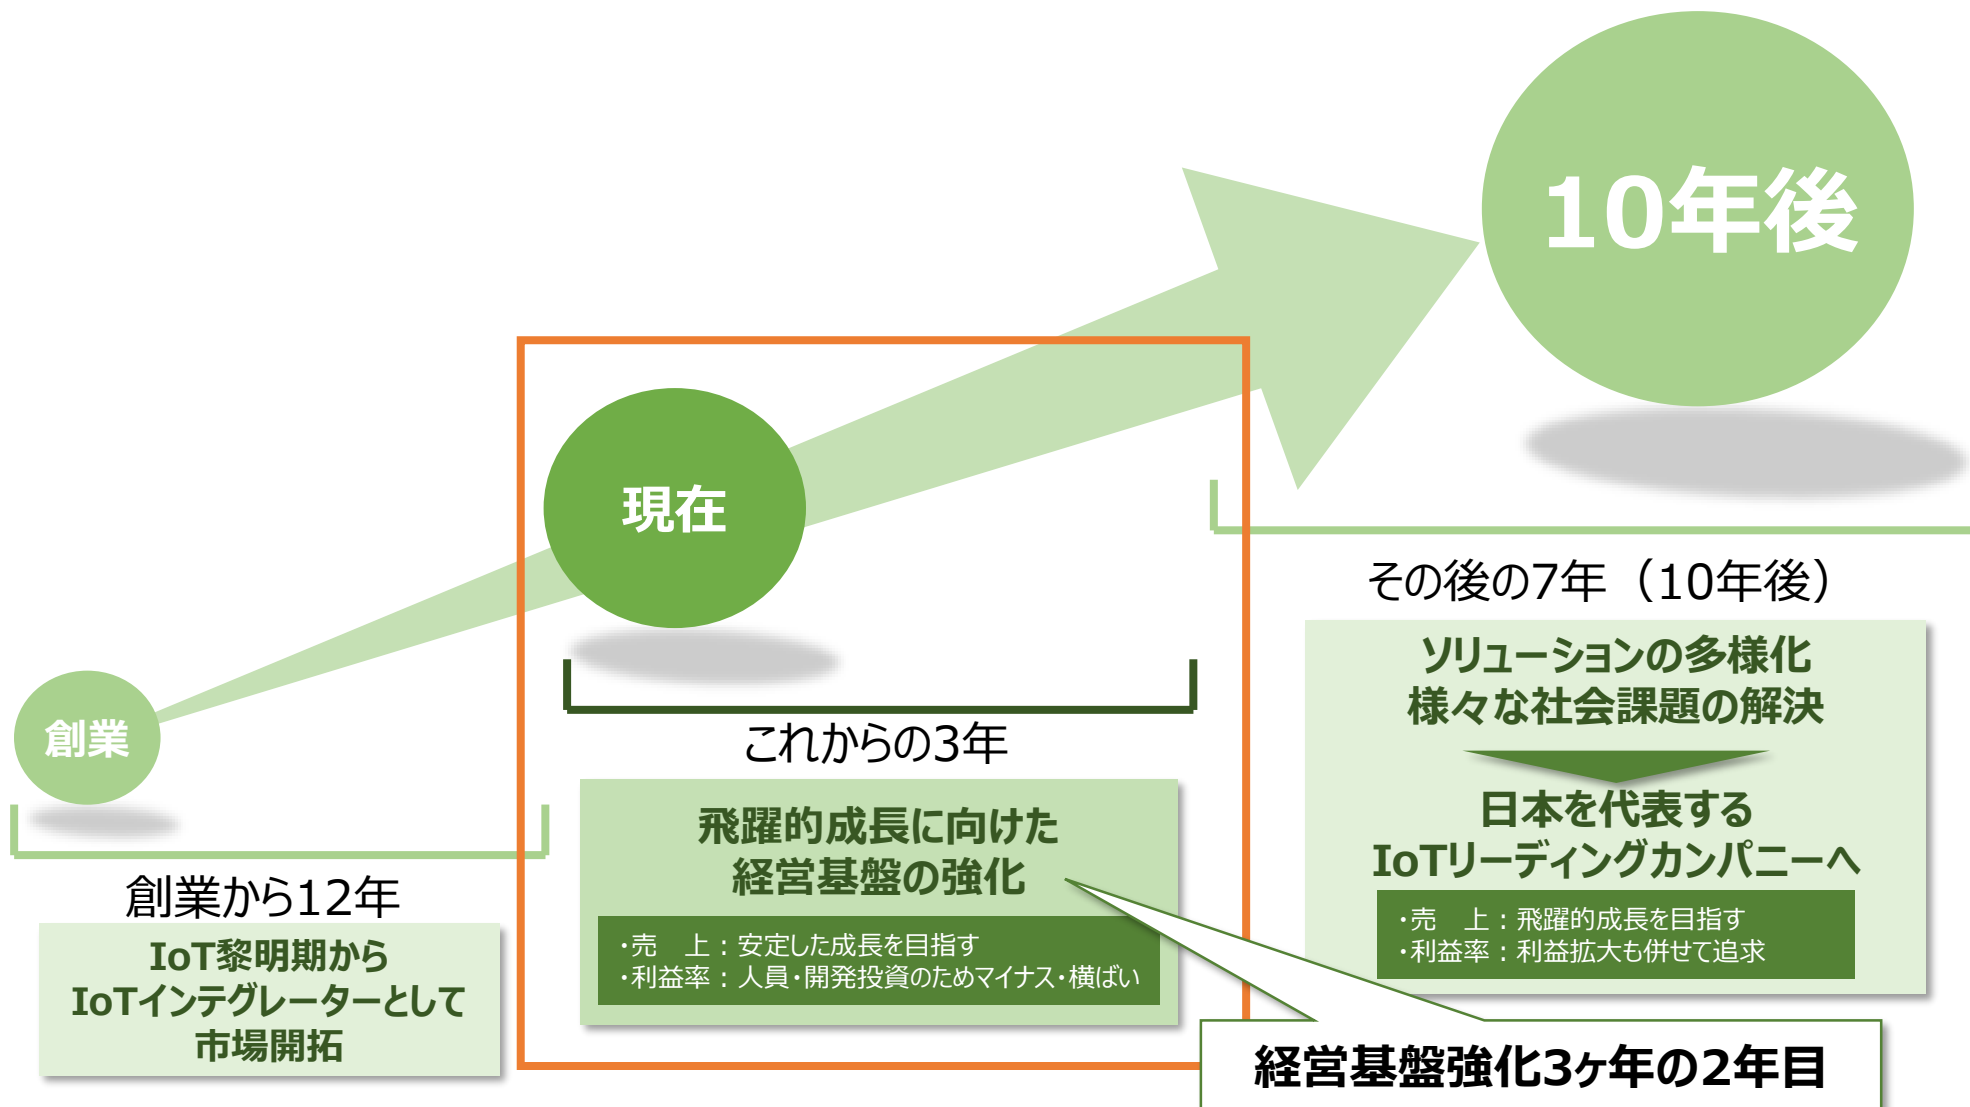 10年後
現在
創業
創業から12年
IoT黎明期から
IoTインテグレーターとして
市場開拓
これからの3年
飛躍的成長に向けた
経営基盤の強化
・売　上：安定した成長を目指す
・利益率：人員・開発投資のためマイナス・横ばい
その後の7年（10年後）
ソリューションの多様化
様々な社会課題の解決
日本を代表する
IoTリーディングカンパニーへ
・売　上：飛躍的成長を目指す
・利益率：利益拡大も併せて追求
経営基盤強化3ヶ年の2年目